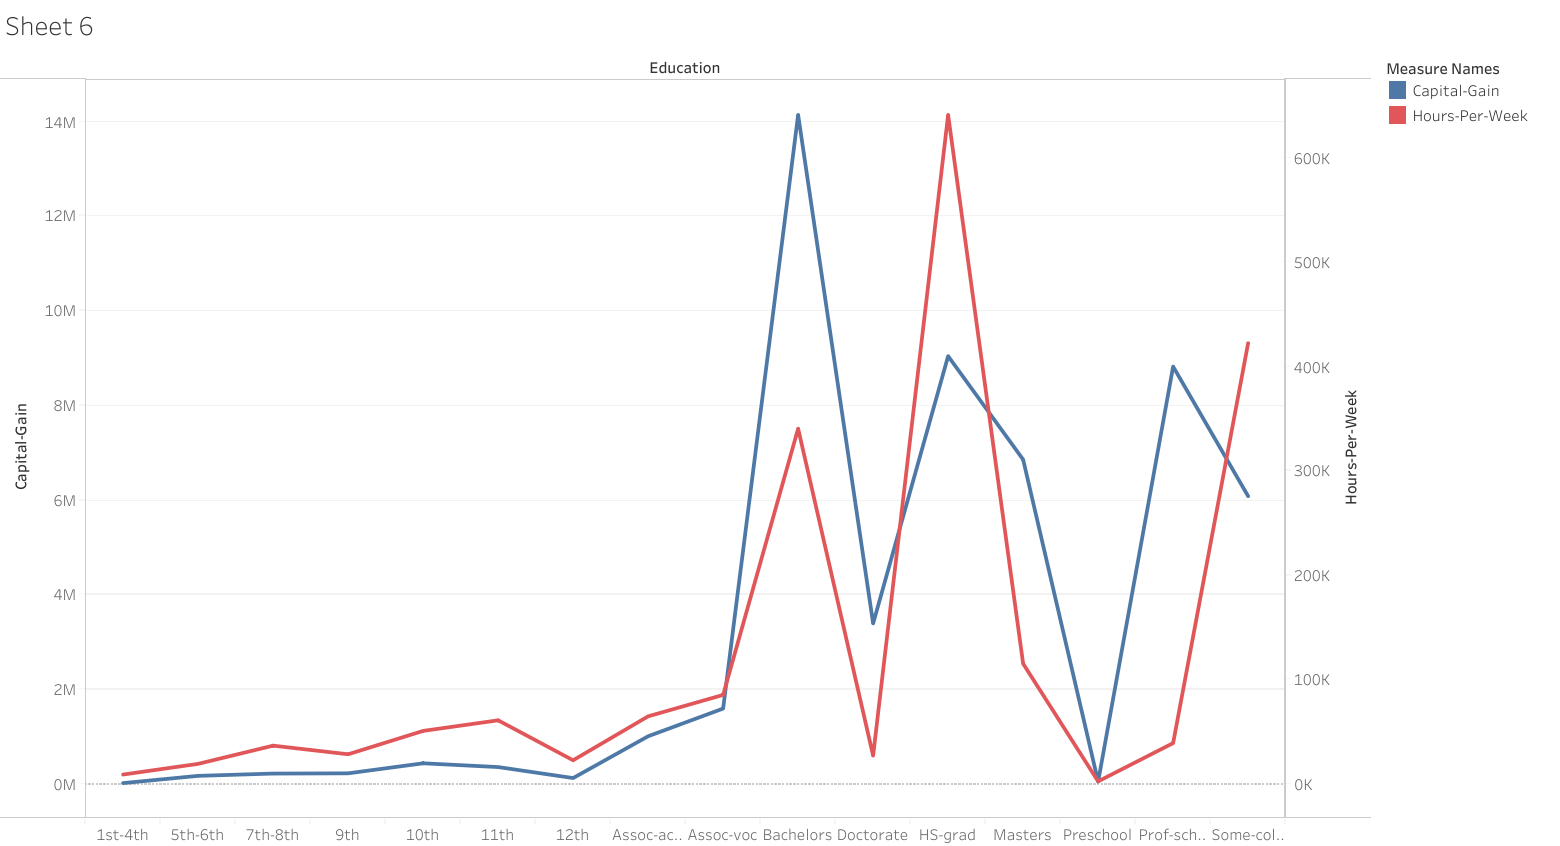 Sheet 6
Education
Measure Names
Capital-Gain
Hours-Per-Week
Capital-Gain
14M
12M
10M
8M
6M
4M
2M
0M
600K
500K
400K
300K
200K
100K
0K
Hours-Per-Week
1st-4th 5th-6th 7th-8th 9th 10th 11th 12th Assoc-ac.. Assoc-voc Bachelors Doctorate HS-grad Masters Preschool Prof-sch.. Some-col..